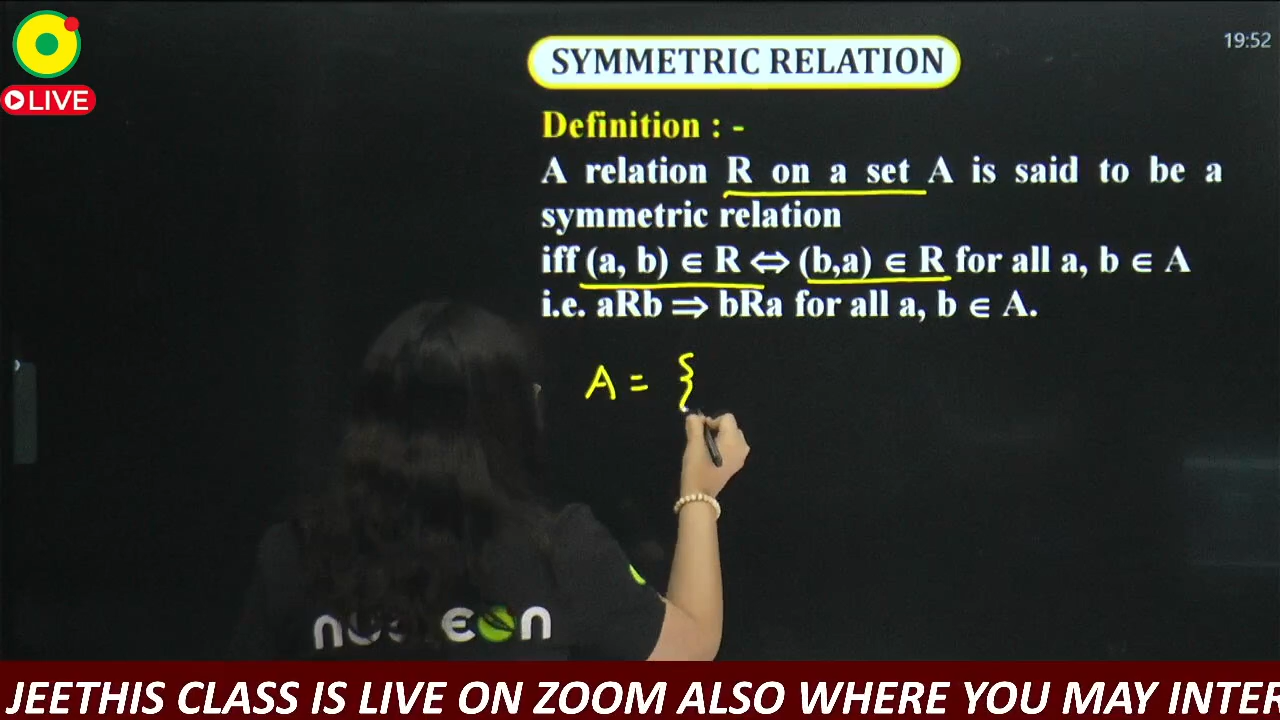 19:52
LIVE
SYMMETRIC RELATION
Definition : -
A relation R on a set A is said to be a
symmetric relation
iff (a, b) ∈ R ⇔ (b,a) ∈ R for all a, b ∈ A
i.e. aRb ⇒ bRa for all a, b ∈ A.
A = {
JEETHIS CLASS IS LIVE ON ZOOM ALSO WHERE YOU MAY INTER